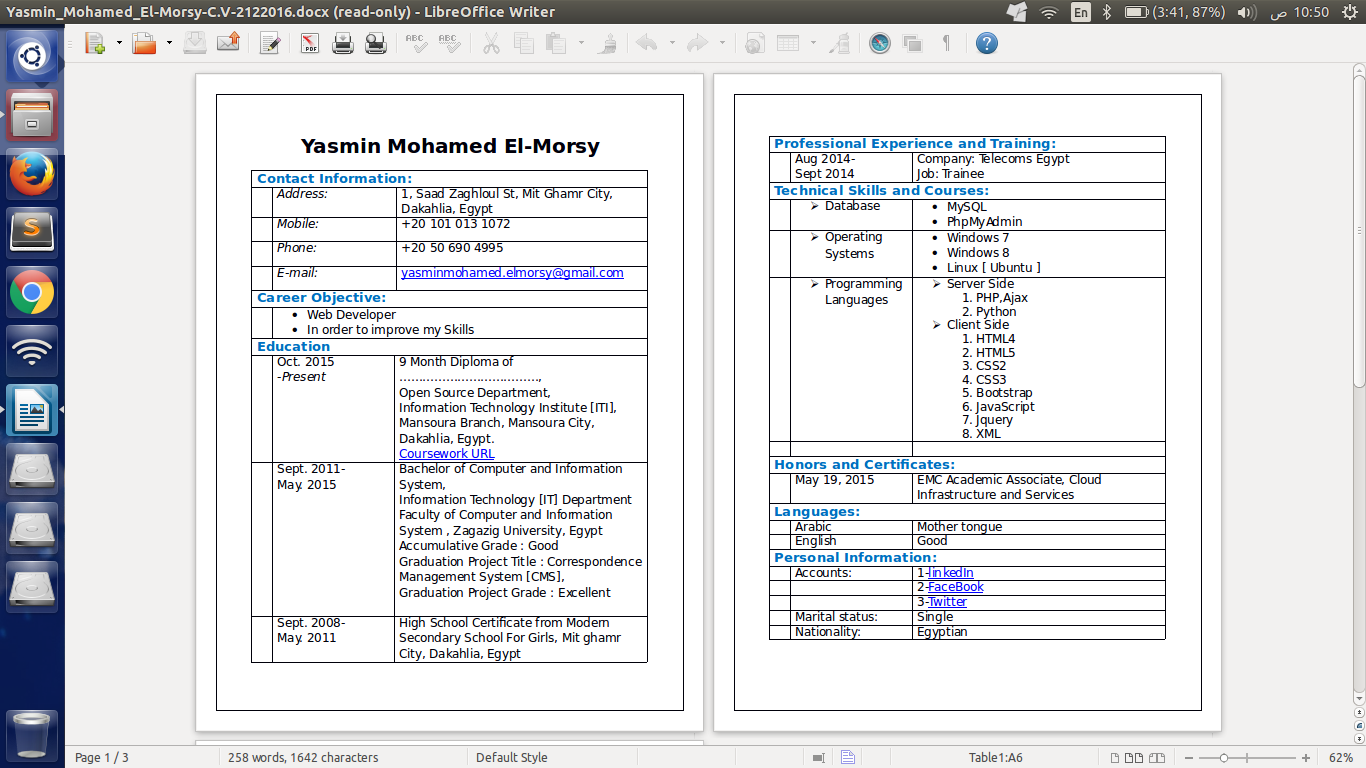 Yasmin_Mohamed_El-Morsy-C.V-2122016.docx (read-only) - LibreOffice Writer
En
(3:41, 87%)
10:50 ص
Yasmin Mohamed El-Morsy
Contact Information:
Address:
1, Saad Zaghloul St, Mit Ghamr City,
Dakahlia, Egypt
Mobile:
+20 101 013 1072
Phone:
+20 50 690 4995
E-mail:
yasminmohamed.elmorsy@gmail.com
Career Objective:
• Web Developer
• In order to improve my Skills
Education
Oct. 2015
-Present
9 Month Diploma of
....................................,
Open Source Department,
Information Technology Institute [ITI],
Mansoura Branch, Mansoura City,
Dakahlia, Egypt.
Coursework URL
Sept. 2011-
May. 2015
Bachelor of Computer and Information
System,
Information Technology [IT] Department
Faculty of Computer and Information
System , Zagazig University, Egypt
Accumulative Grade : Good
Graduation Project Title : Correspondence
Management System [CMS],
Graduation Project Grade : Excellent
Sept. 2008-
May. 2011
High School Certificate from Modern
Secondary School For Girls, Mit ghamr
City, Dakahlia, Egypt
Professional Experience and Training:
Aug 2014-
Sept 2014
Company: Telecoms Egypt
Job: Trainee
Technical Skills and Courses:
➢ Database
• MySQL
• PhpMyAdmin
➢ Operating
Systems
• Windows 7
• Windows 8
• Linux [ Ubuntu ]
➢ Programming
Languages
➢ Server Side
1. PHP,Ajax
2. Python
➢ Client Side
1. HTML4
2. HTML5
3. CSS2
4. CSS3
5. Bootstrap
6. JavaScript
7. Jquery
8. XML
Honors and Certificates:
May 19, 2015
EMC Academic Associate, Cloud
Infrastructure and Services
Languages:
Arabic
Mother tongue
English
Good
Personal Information:
Accounts:
1-linkedIn
2-FaceBook
3-Twitter
Marital status:
Single
Nationality:
Egyptian
Page 1 / 3
258 words, 1642 characters
Default Style
Table1:A6
62%